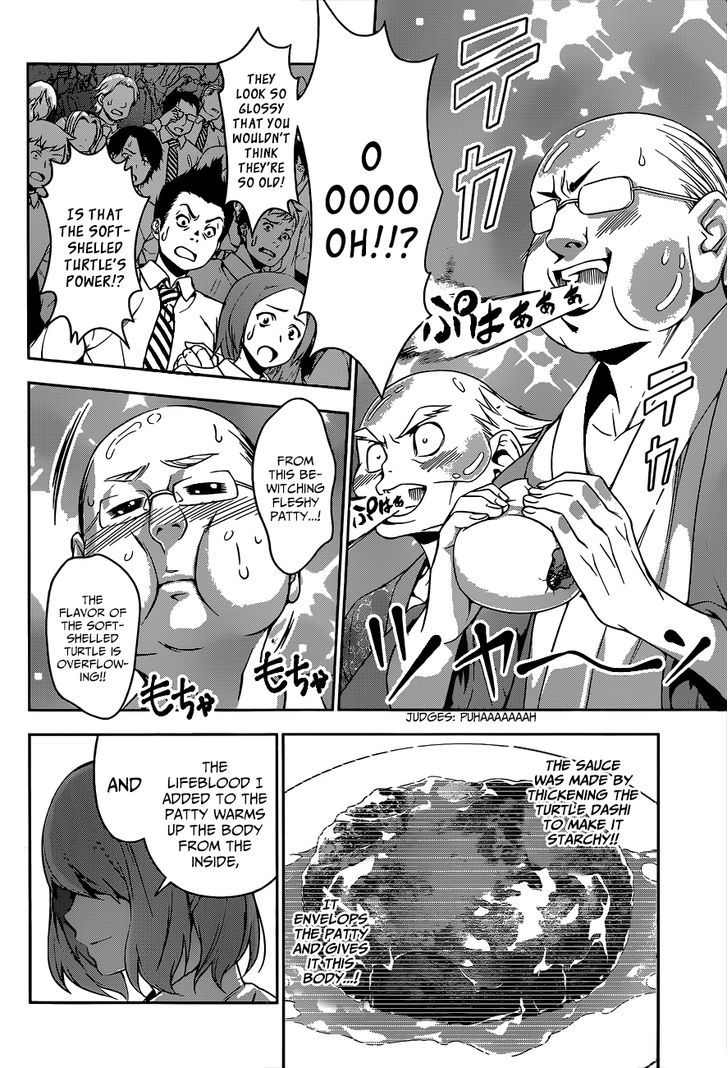 テカ
O
OOOO
OH!!?
ぷはぁぁぁ
テカ
ぷはぁ
ツヤ〜ン
JUDGES: PUHAAAAAAAH
THEY
LOOK SO
GLOSSY
THAT YOU
WOULDN'T
THINK
THEY'RE
SO OLD!
IS THAT
THE SOFT-
SHELLED
TURTLE'S
POWER!?
FROM
THIS BE-
WITCHING
FLESHY
PATTY...!
THE
FLAVOR OF
THE SOFT-
SHELLED
TURTLE IS
OVERFLOW-
ING!!
もちゃ
もちゃ
THE SAUCE
WAS MADE BY
THICKENING THE
TURTLE DASHI
TO MAKE IT
STARCHY!!
IT
ENVELOPS
THE PATTY
AND GIVES
IT THIS
BODY...!
THE
LIFEBLOOD I
ADDED TO THE
PATTY WARMS
UP THE BODY
FROM THE
INSIDE,
AND